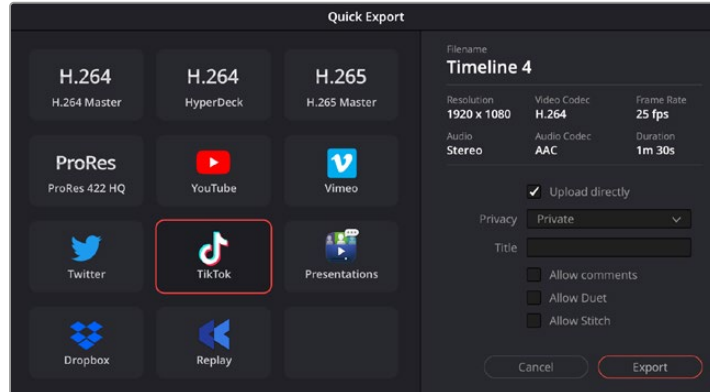 Quick Export
H.264
H.264 Master
H.264
HyperDeck
H.265
H.265 Master
ProRes
ProRes 422 HQ
YouTube
Vimeo
Twitter
TikTok
Presentations
Dropbox
Replay
Filename
Timeline 4
Resolution
1920 x 1080
Video Codec
H.264
Frame Rate
25 fps
Audio
Stereo
Audio Codec
AAC
Duration
1m 30s
Upload directly
Privacy Private
Title
Allow comments
Allow Duet
Allow Stitch
Cancel Export